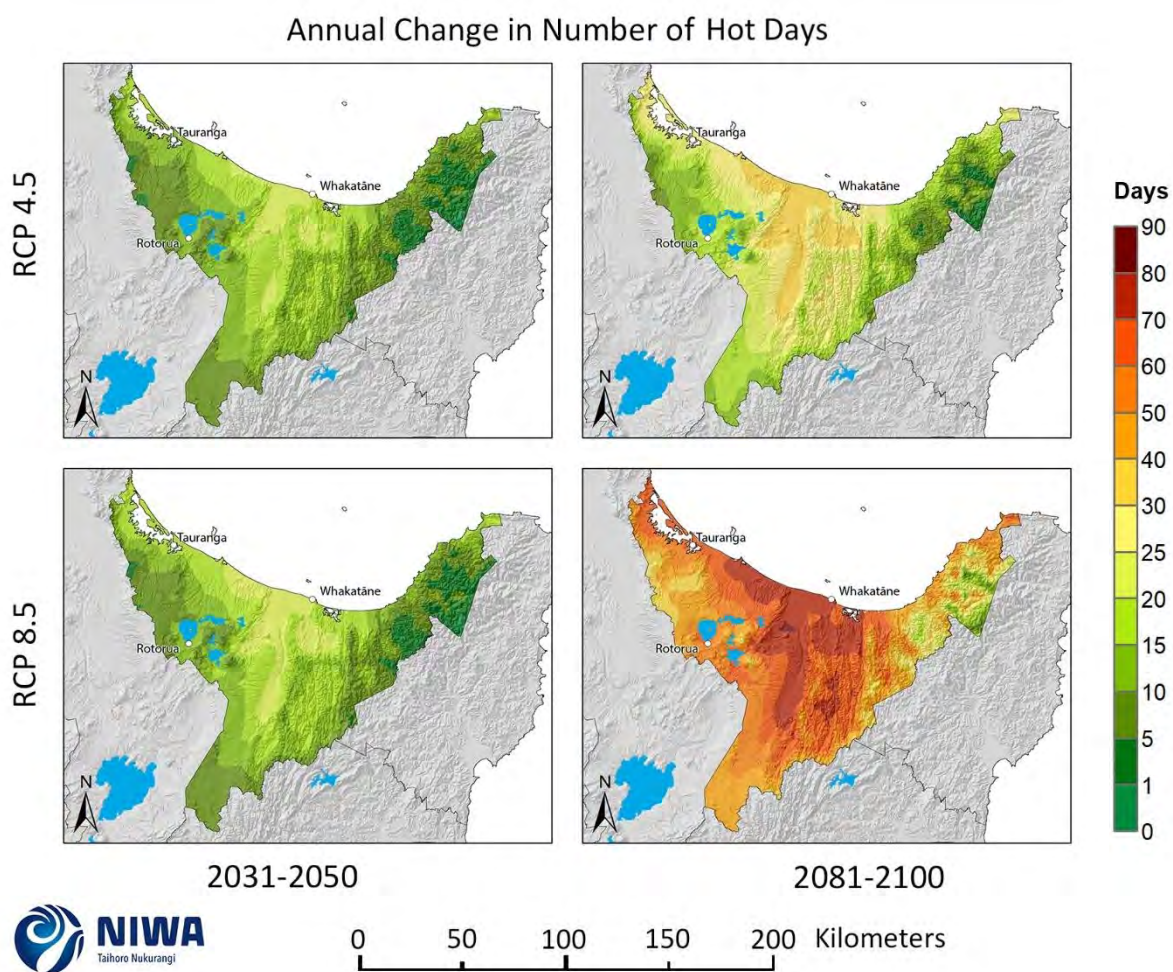 Annual Change in Number of Hot Days
RCP 4.5
Tauranga
Whakatāne
Rotorua
N
Tauranga
Whakatāne
Rotorua
N
Days
90
80
70
60
50
40
30
25
20
15
10
5
1
0
RCP 8.5
Tauranga
Whakatāne
Rotorua
N
Tauranga
Whakatāne
Rotorua
N
2031-2050
2081-2100
NIWA
Taihoro Nukurangi
0 50 100 150 200 Kilometers